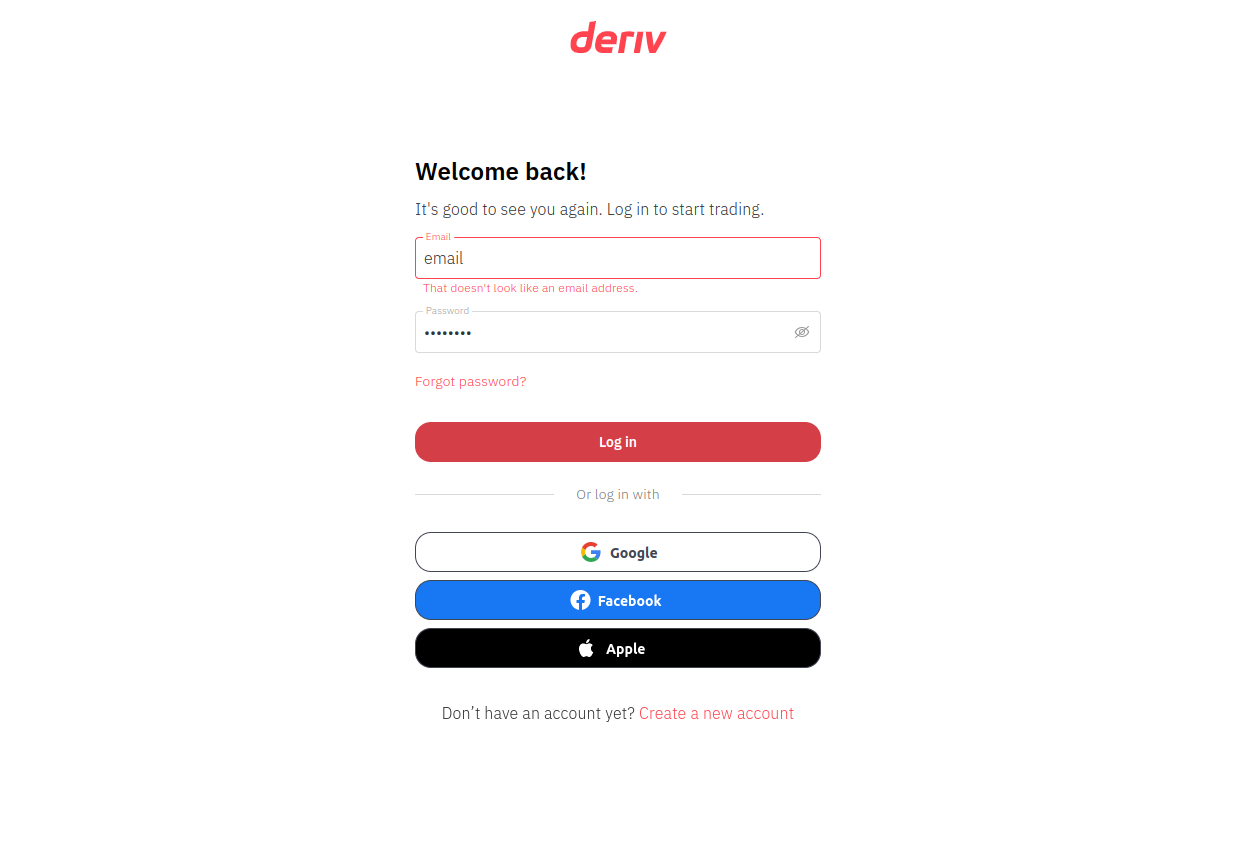 deriv
Welcome back!
It's good to see you again. Log in to start trading.
Email
email
That doesn't look like an email address.
Password
••••••••
Forgot password?
Log in
Or log in with
Google
Facebook
Apple
Don’t have an account yet? Create a new account